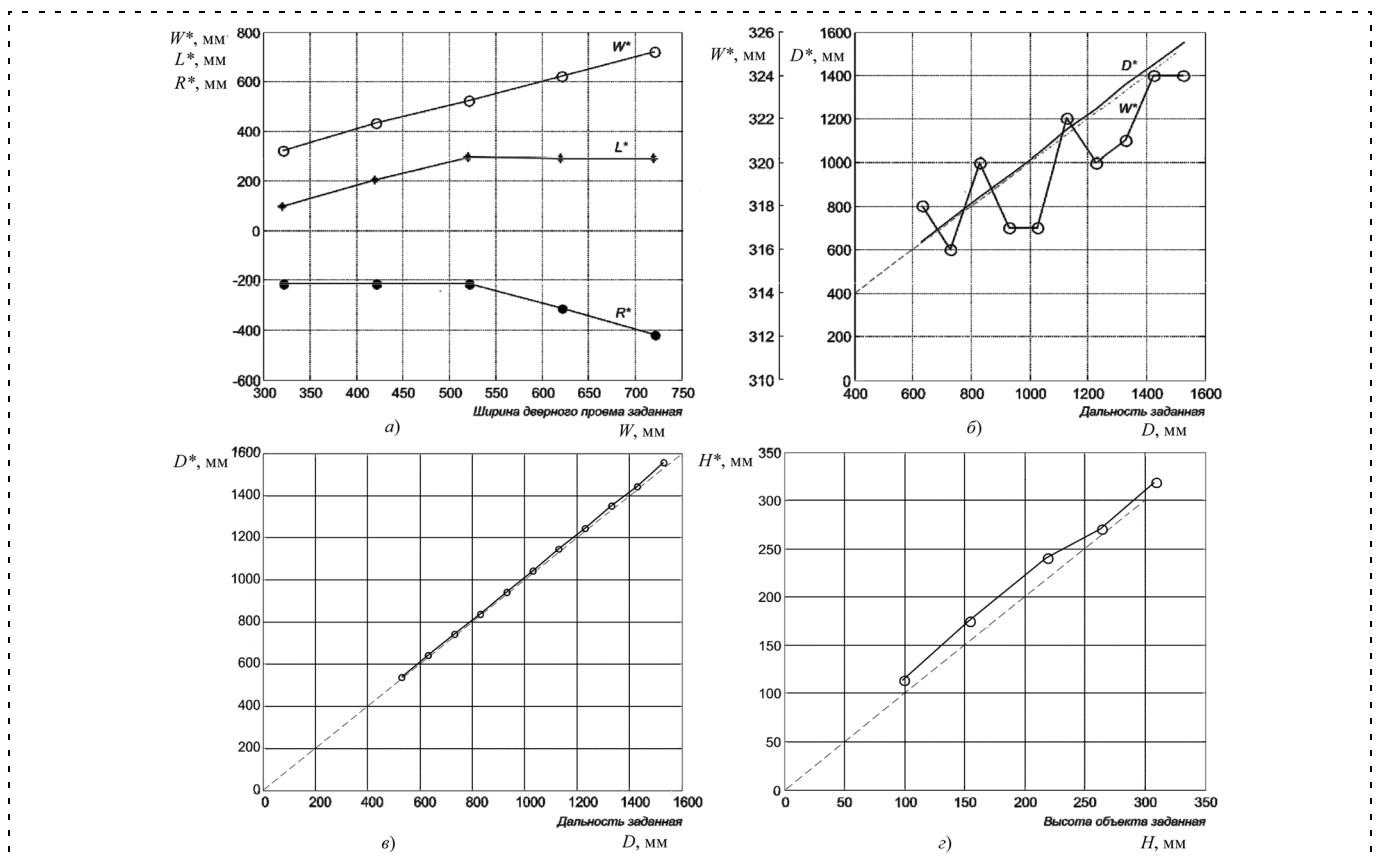 W*, мм
L*, мм
R*, мм
800
600
400
200
0
-200
-400
-600
W*
L*
R*
300 350 400 450 500 550 600 650 700 750
Ширина дверного проема заданная
а) W, мм
W*, мм D*, мм
326 1600
324 1400
322 1200
320 1000
318 800
316 600
314 400
312 200
310 0
D*
W*
400 600 800 1000 1200 1400 1600
Дальность заданная
б) D, мм
D*, мм
1600
1400
1200
1000
800
600
400
200
0
0 200 400 600 800 1000 1200 1400 1600
Дальность заданная
в) D, мм
H*, мм
350
300
250
200
150
100
50
0
0 50 100 150 200 250 300 350
Высота объекта заданная
г) H, мм